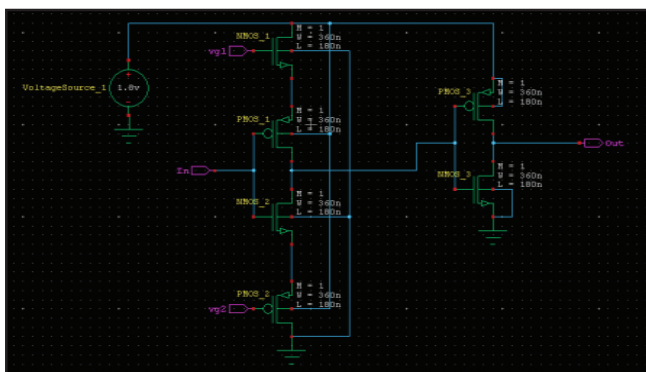 NMOS_1
M = 1
W = 360n
L = 180n
vg1
VoltageSource_1
1.8v
PMOS_1
M = 1
W = 360n
L = 180n
In
NMOS_2
M = 1
W = 360n
L = 180n
PMOS_2
M = 1
W = 360n
L = 180n
vg2
PMOS_3
M = 1
W = 360n
L = 180n
Out
NMOS_3
M = 1
W = 360n
L = 180n